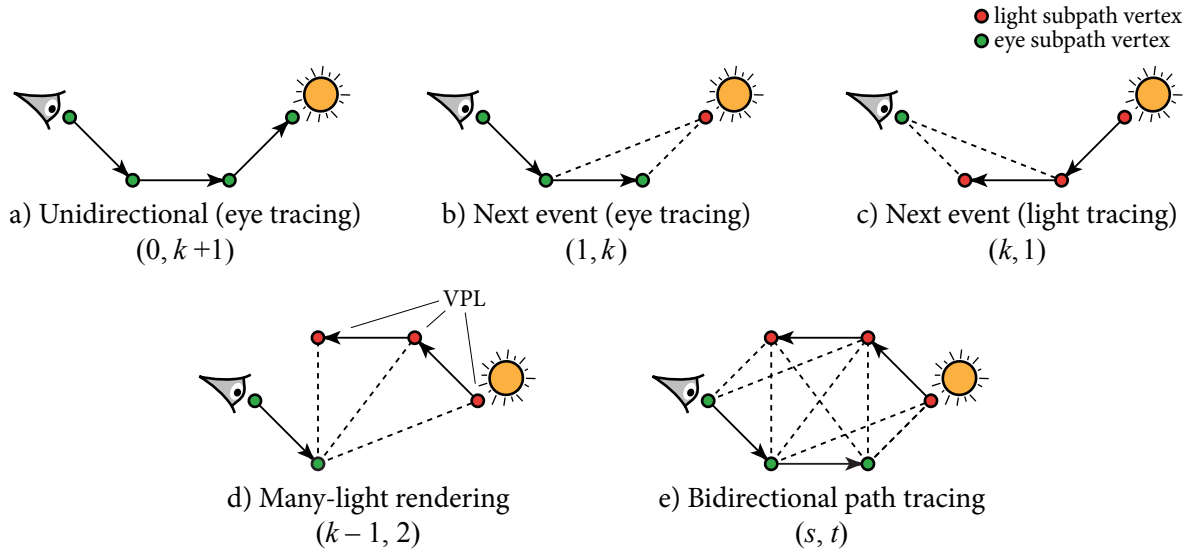 light subpath vertex
eye subpath vertex
a) Unidirectional (eye tracing)
(0, k +1)
b) Next event (eye tracing)
(1, k)
c) Next event (light tracing)
(k, 1)
VPL
d) Many-light rendering
(k – 1, 2)
e) Bidirectional path tracing
(s, t)